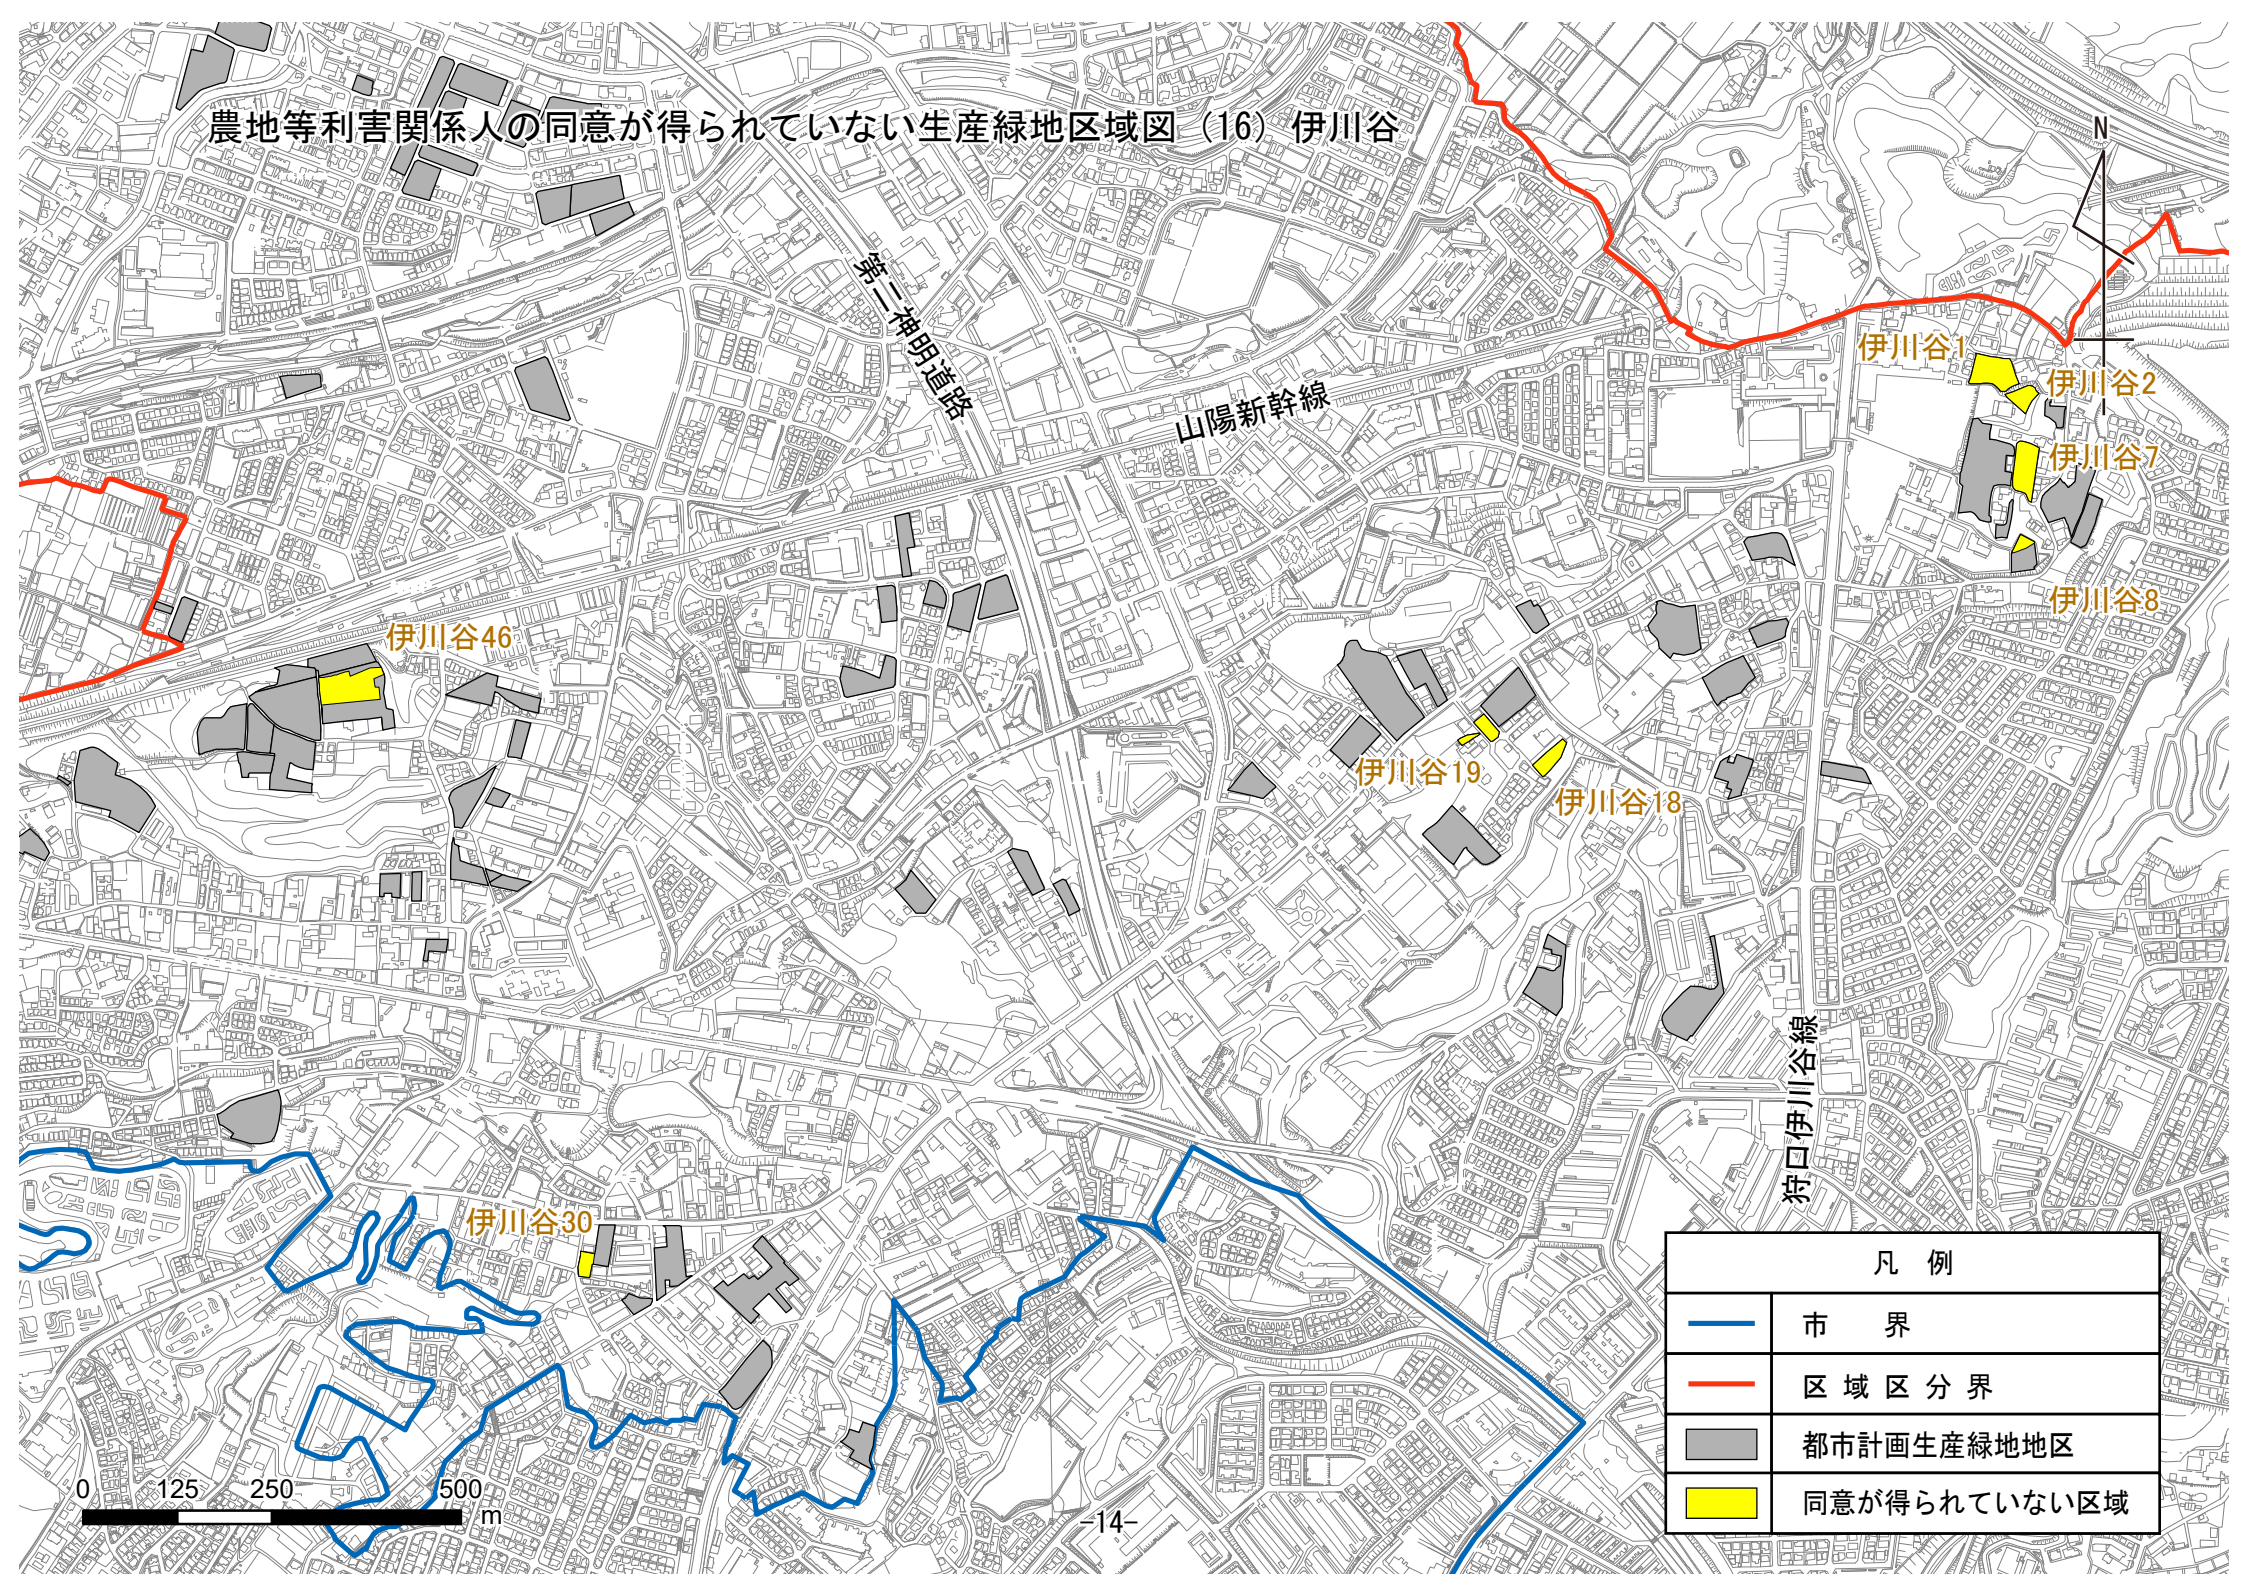 農地等利害関係人の同意が得られていない生産緑地区域図（16）伊川谷
N
第二神明道路
山陽新幹線
伊川谷1
伊川谷2
伊川谷7
伊川谷8
伊川谷46
伊川谷19
伊川谷18
狩口伊川谷線
伊川谷30
凡 例
市 界
区 域 区 分 界
都市計画生産緑地地区
同意が得られていない区域
0 125 250 500 m
-14-